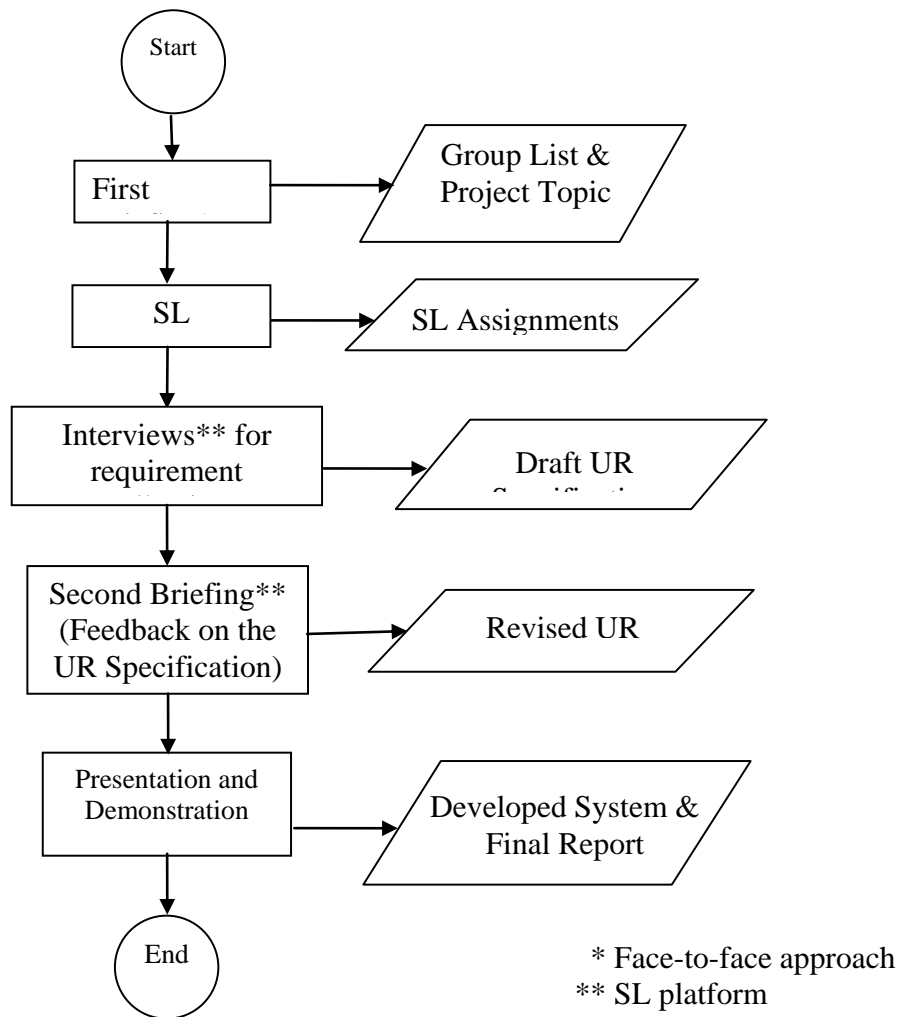 Start
First
Group List &
Project Topic
SL
SL Assignments
Interviews** for
requirement
Draft UR
Second Briefing**
(Feedback on the
UR Specification)
Revised UR
Presentation and
Demonstration
Developed System &
Final Report
End
* Face-to-face approach
** SL platform